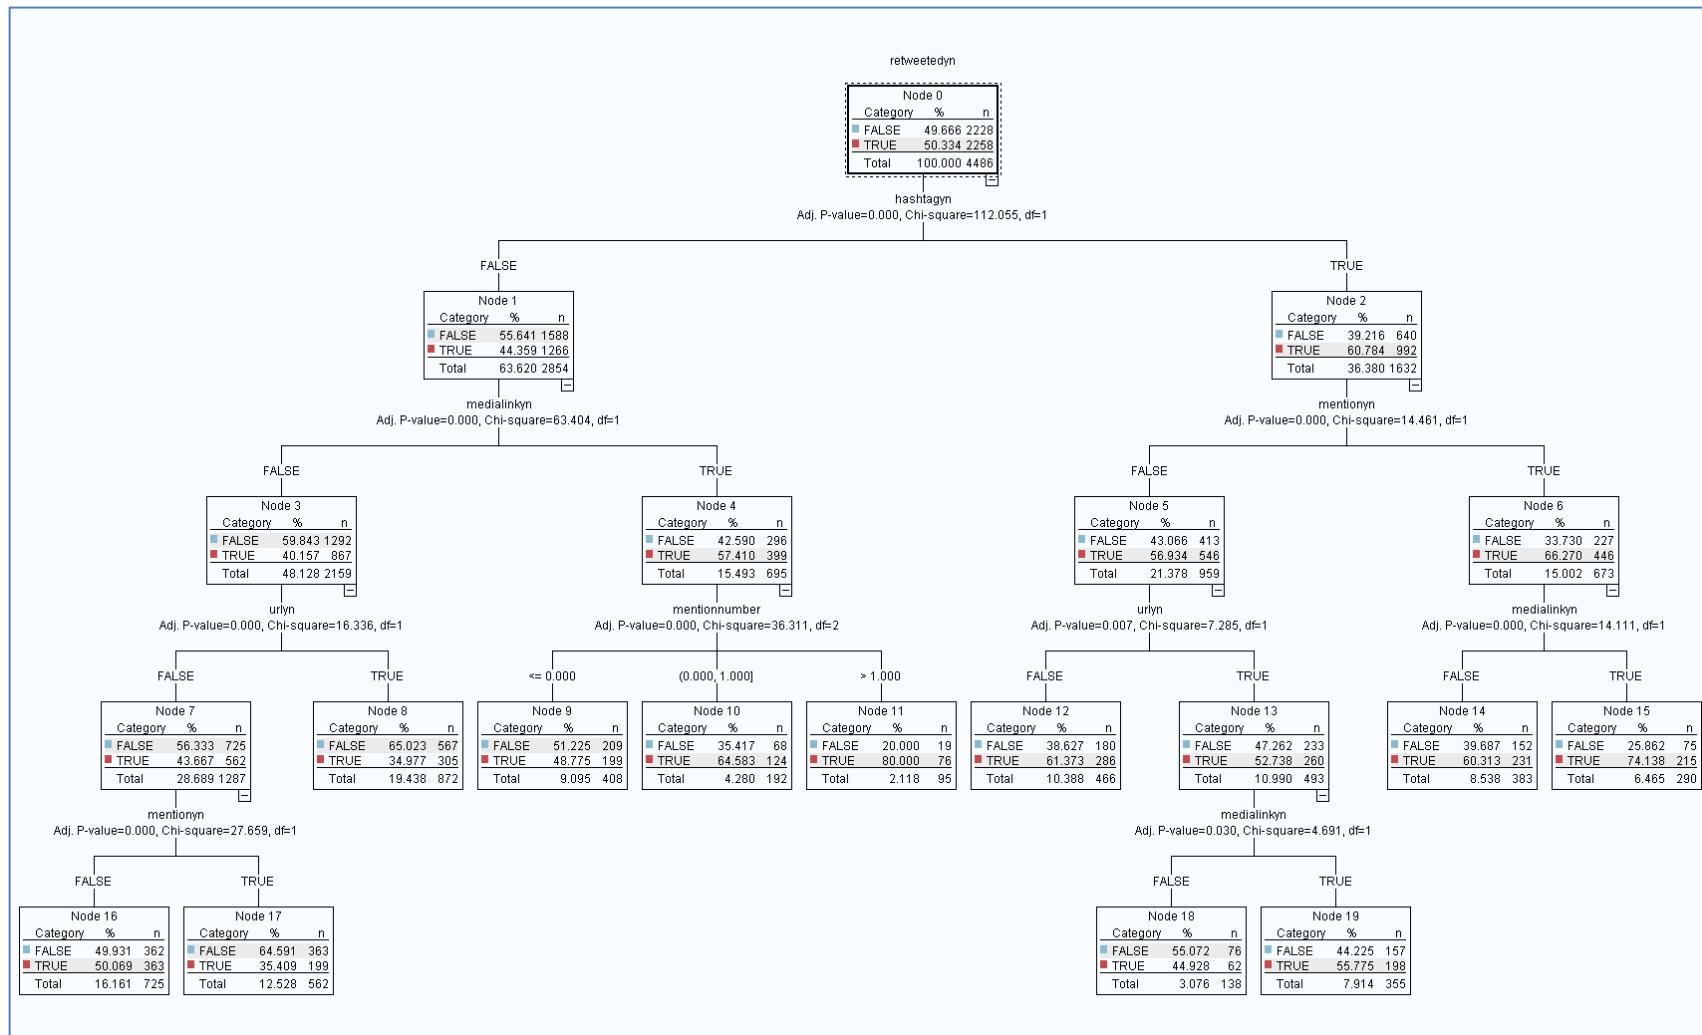 retweetedyn
Node 0
Category % n
FALSE 49.666 2228
TRUE 50.334 2258
Total 100.000 4486
hashtagyn
Adj. P-value=0.000, Chi-square=112.055, df=1
FALSE
TRUE
Node 1
Category % n
FALSE 55.641 1588
TRUE 44.359 1266
Total 63.620 2854
Node 2
Category % n
FALSE 39.216 640
TRUE 60.784 992
Total 36.380 1632
medialinkyn
Adj. P-value=0.000, Chi-square=63.404, df=1
mentionyn
Adj. P-value=0.000, Chi-square=14.461, df=1
FALSE
TRUE
FALSE
TRUE
Node 3
Category % n
FALSE 59.843 1292
TRUE 40.157 867
Total 48.128 2159
Node 4
Category % n
FALSE 42.590 296
TRUE 57.410 399
Total 15.493 695
Node 5
Category % n
FALSE 43.066 413
TRUE 56.934 546
Total 21.378 959
Node 6
Category % n
FALSE 33.730 227
TRUE 66.270 446
Total 15.002 673
urlyn
Adj. P-value=0.000, Chi-square=16.336, df=1
mentionnumber
Adj. P-value=0.000, Chi-square=36.311, df=2
urlyn
Adj. P-value=0.007, Chi-square=7.285, df=1
medialinkyn
Adj. P-value=0.000, Chi-square=14.111, df=1
FALSE
TRUE
<= 0.000
(0.000, 1.000]
> 1.000
FALSE
TRUE
FALSE
TRUE
Node 7
Category % n
FALSE 56.333 725
TRUE 43.667 562
Total 28.689 1287
Node 8
Category % n
FALSE 65.023 567
TRUE 34.977 305
Total 19.438 872
Node 9
Category % n
FALSE 51.225 209
TRUE 48.775 199
Total 9.095 408
Node 10
Category % n
FALSE 35.417 68
TRUE 64.583 124
Total 4.280 192
Node 11
Category % n
FALSE 20.000 19
TRUE 80.000 76
Total 2.118 95
Node 12
Category % n
FALSE 38.627 180
TRUE 61.373 286
Total 10.388 466
Node 13
Category % n
FALSE 47.262 233
TRUE 52.738 260
Total 10.990 493
Node 14
Category % n
FALSE 39.687 152
TRUE 60.313 231
Total 8.538 383
Node 15
Category % n
FALSE 25.862 75
TRUE 74.138 215
Total 6.465 290
mentionyn
Adj. P-value=0.000, Chi-square=27.659, df=1
medialinkyn
Adj. P-value=0.030, Chi-square=4.691, df=1
FALSE
TRUE
FALSE
TRUE
Node 16
Category % n
FALSE 49.931 362
TRUE 50.069 363
Total 16.161 725
Node 17
Category % n
FALSE 64.591 363
TRUE 35.409 199
Total 12.528 562
Node 18
Category % n
FALSE 55.072 76
TRUE 44.928 62
Total 3.076 138
Node 19
Category % n
FALSE 44.225 157
TRUE 55.775 198
Total 7.914 355